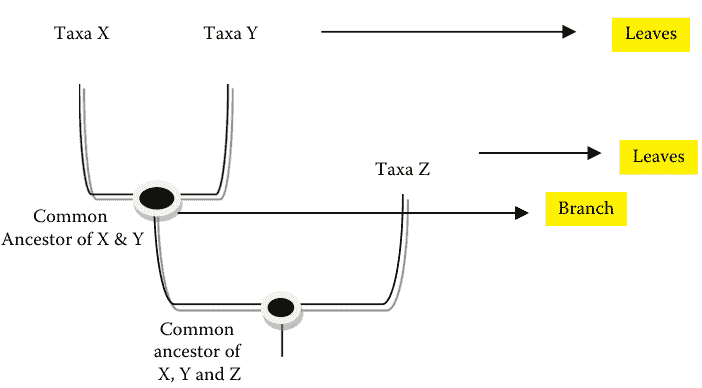 Taxa X
Taxa Y
Leaves
Taxa Z
Leaves
Branch
Common
Ancestor of X & Y
Common
ancestor of
X, Y and Z